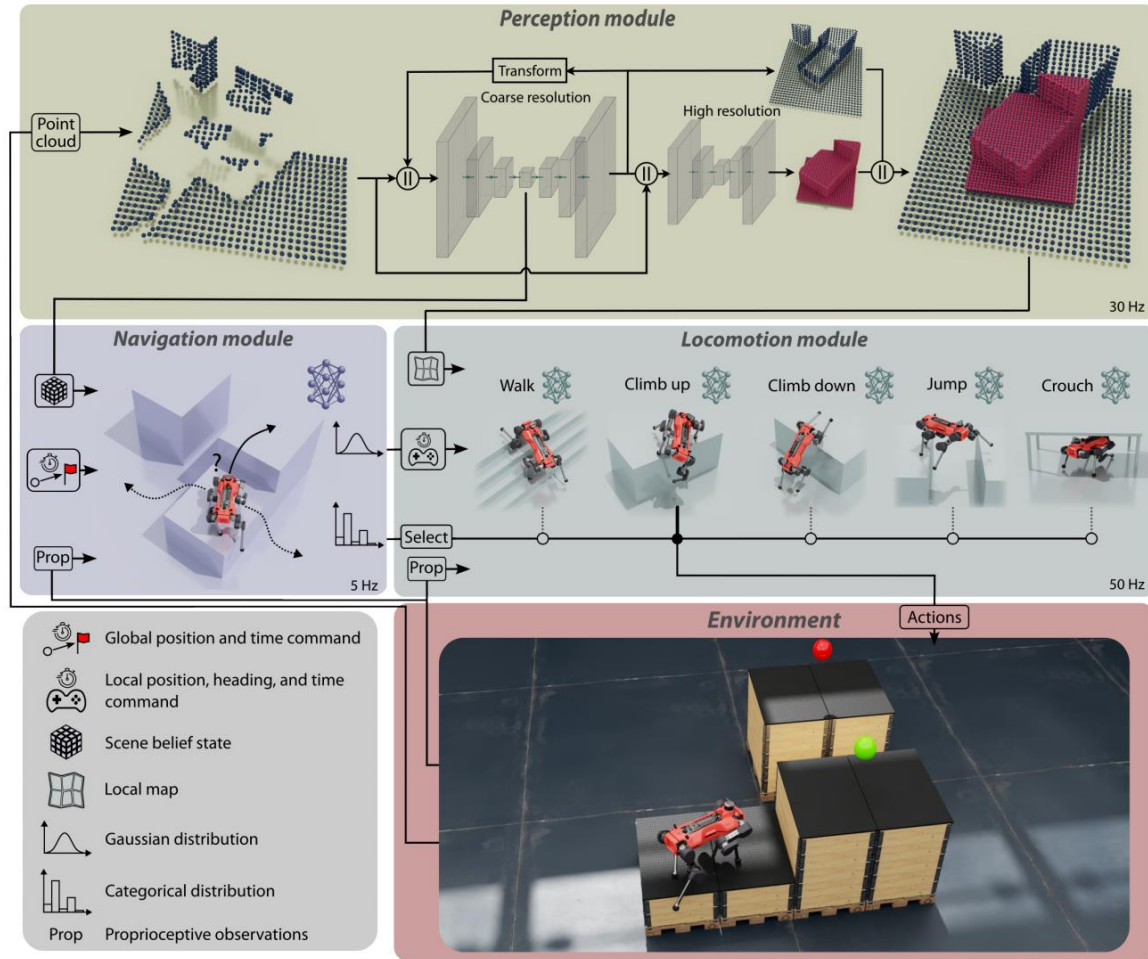 Perception module
Transform
Coarse resolution
High resolution
Point
cloud
30 Hz
Navigation module
Locomotion module
Walk
Climb up
Climb down
Jump
Crouch
?
Select
Prop
Prop
5 Hz
50 Hz
Environment
Actions
Global position and time command
Local position, heading, and time
command
Scene belief state
Local map
Gaussian distribution
Categorical distribution
Prop
Proprioceptive observations